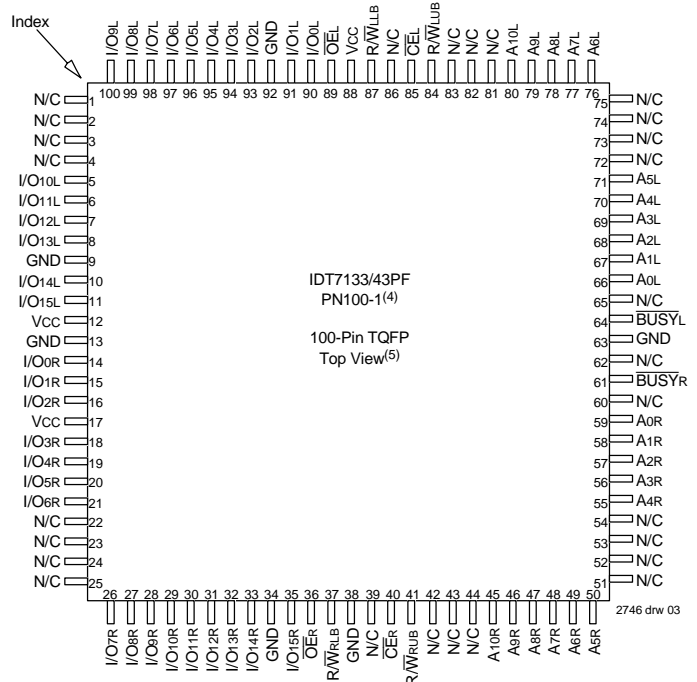 Index
I/O9L
I/O8L
I/O7L
I/O6L
I/O5L
I/O4L
I/O3L
I/O2L
GND
I/O1L
I/O0L
OEL
VCC
R/WLLB
N/C
CEL
R/WLUB
N/C
N/C
N/C
A10L
A9L
A8L
A7L
A6L
100 99 98 97 96 95 94 93 92 91 90 89 88 87 86 85 84 83 82 81 80 79 78 77 76
N/C 1
N/C 2
N/C 3
N/C 4
I/O10L 5
I/O11L 6
I/O12L 7
I/O13L 8
GND 9
I/O14L 10
I/O15L 11
VCC 12
GND 13
I/O0R 14
I/O1R 15
I/O2R 16
VCC 17
I/O3R 18
I/O4R 19
I/O5R 20
I/O6R 21
N/C 22
N/C 23
N/C 24
N/C 25
IDT7133/43PF
PN100-1(4)
100-Pin TQFP
Top View(5)
75 N/C
74 N/C
73 N/C
72 N/C
71 A5L
70 A4L
69 A3L
68 A2L
67 A1L
66 A0L
65 N/C
64 BUSYL
63 GND
62 N/C
61 BUSYR
60 N/C
59 A0R
58 A1R
57 A2R
56 A3R
55 A4R
54 N/C
53 N/C
52 N/C
51 N/C
26 27 28 29 30 31 32 33 34 35 36 37 38 39 40 41 42 43 44 45 46 47 48 49 50
I/O7R
I/O8R
I/O9R
I/O10R
I/O11R
I/O12R
I/O13R
I/O14R
GND
I/O15R
OER
R/WRLB
GND
N/C
CER
R/WRUB
N/C
N/C
N/C
A10R
A9R
A8R
A7R
A6R
A5R
2746 drw 03